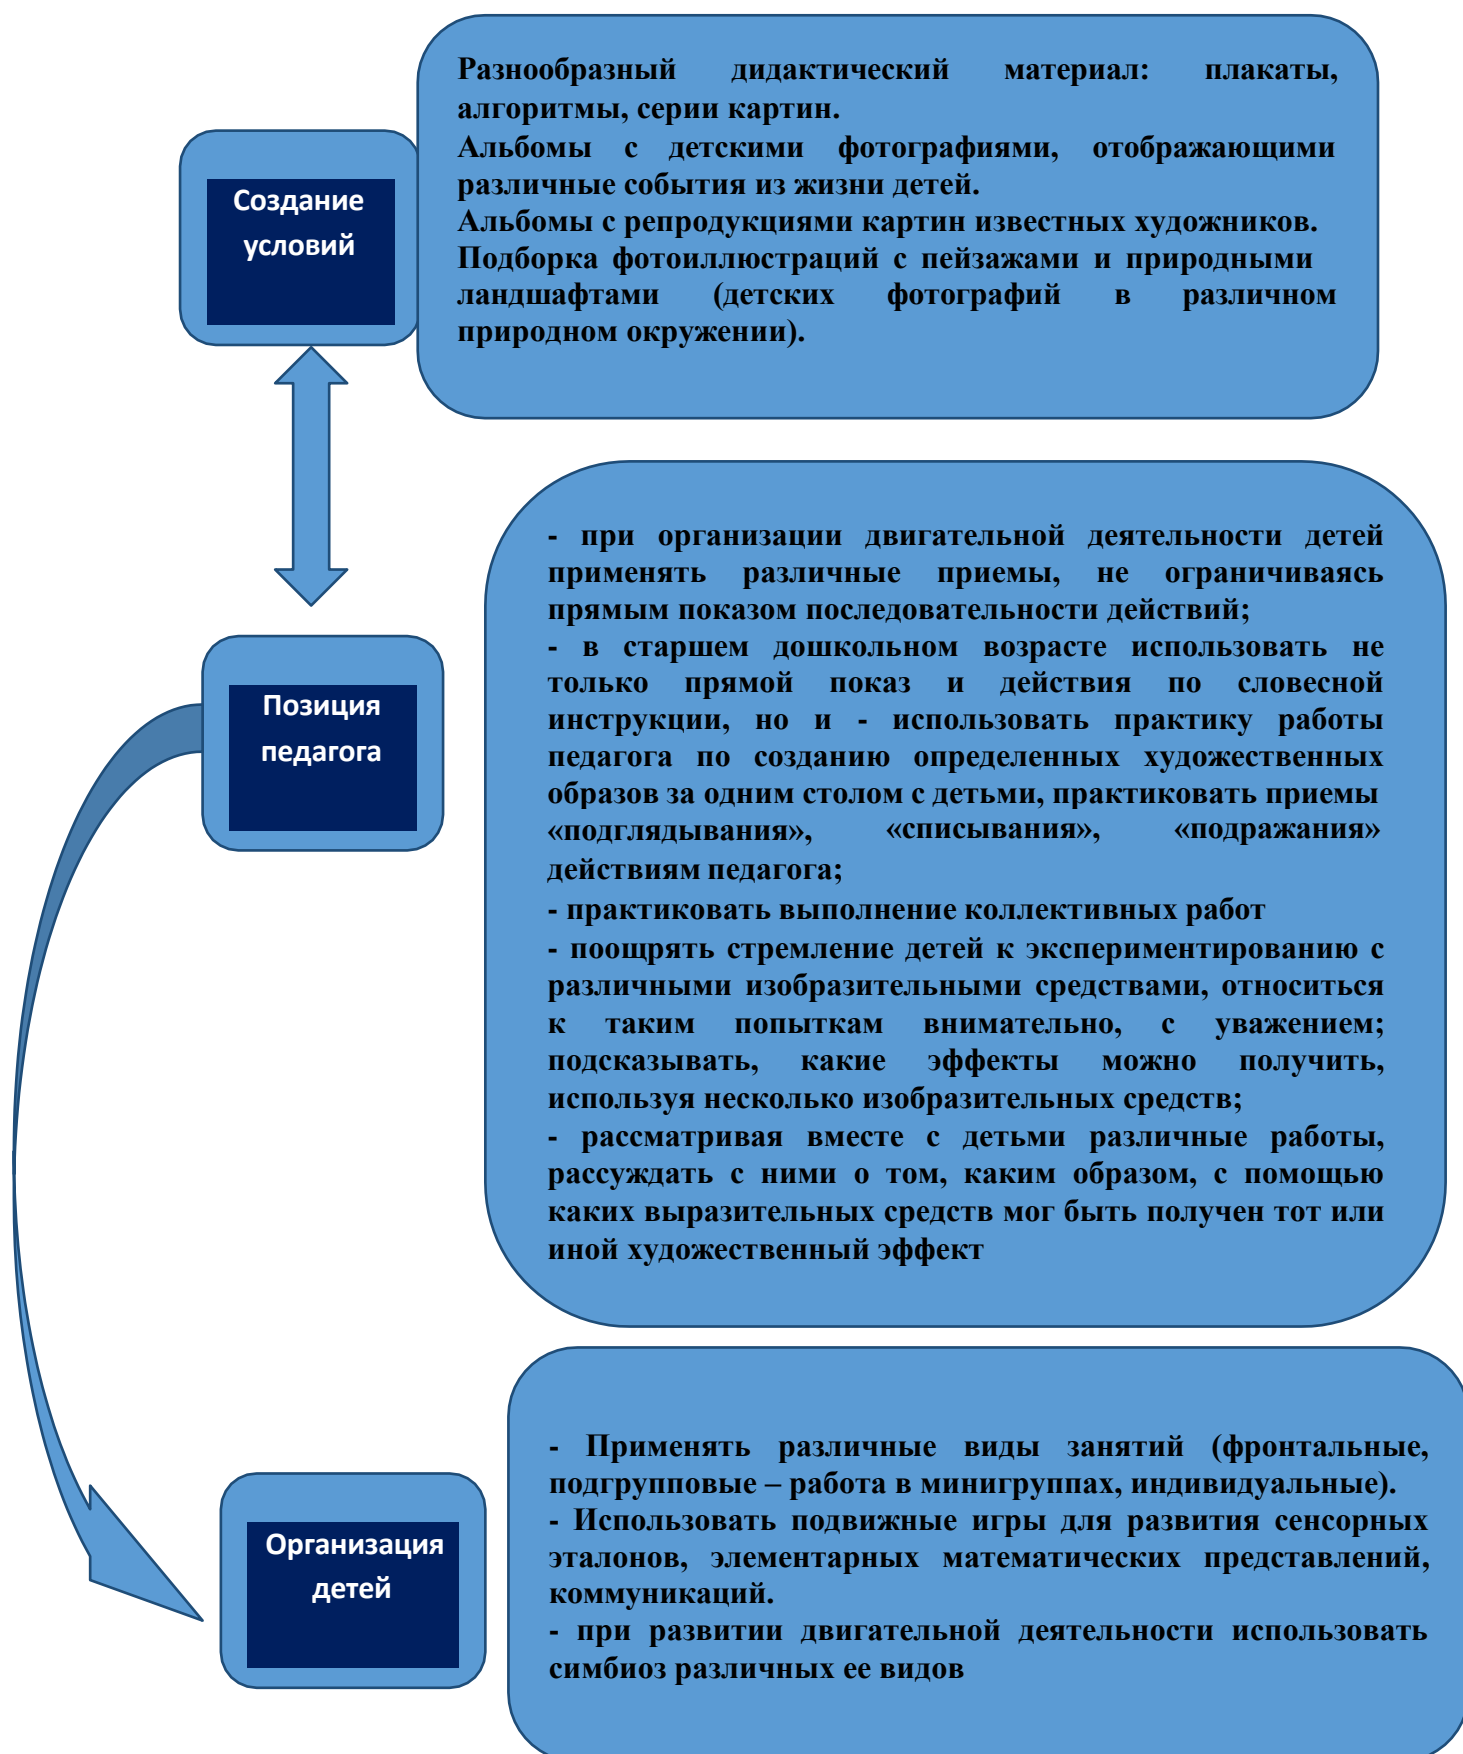 Создание
условий
Разнообразный дидактический материал: плакаты,
алгоритмы, серии картин.
Альбомы с детскими фотографиями, отображающими
различные события из жизни детей.
Альбомы с репродукциями картин известных художников.
Подборка фотоиллюстраций с пейзажами и природными
ландшафтами (детских фотографий в различном
природном окружении).
Позиция
педагога
- при организации двигательной деятельности детей
применять различные приемы, не ограничиваясь
прямым показом последовательности действий;
- в старшем дошкольном возрасте использовать не
только прямой показ и действия по словесной
инструкции, но и - использовать практику работы
педагога по созданию определенных художественных
образов за одним столом с детьми, практиковать приемы
«подглядывания», «списывания», «подражания»
действиям педагога;
- практиковать выполнение коллективных работ
- поощрять стремление детей к экспериментированию с
различными изобразительными средствами, относиться
к таким попыткам внимательно, с уважением;
подсказывать, какие эффекты можно получить,
используя несколько изобразительных средств;
- рассматривая вместе с детьми различные работы,
рассуждать с ними о том, каким образом, с помощью
каких выразительных средств мог быть получен тот или
иной художественный эффект
Организация
детей
- Применять различные виды занятий (фронтальные,
подгрупповые – работа в минигруппах, индивидуальные).
- Использовать подвижные игры для развития сенсорных
эталонов, элементарных математических представлений,
коммуникаций.
- при развитии двигательной деятельности использовать
симбиоз различных ее видов